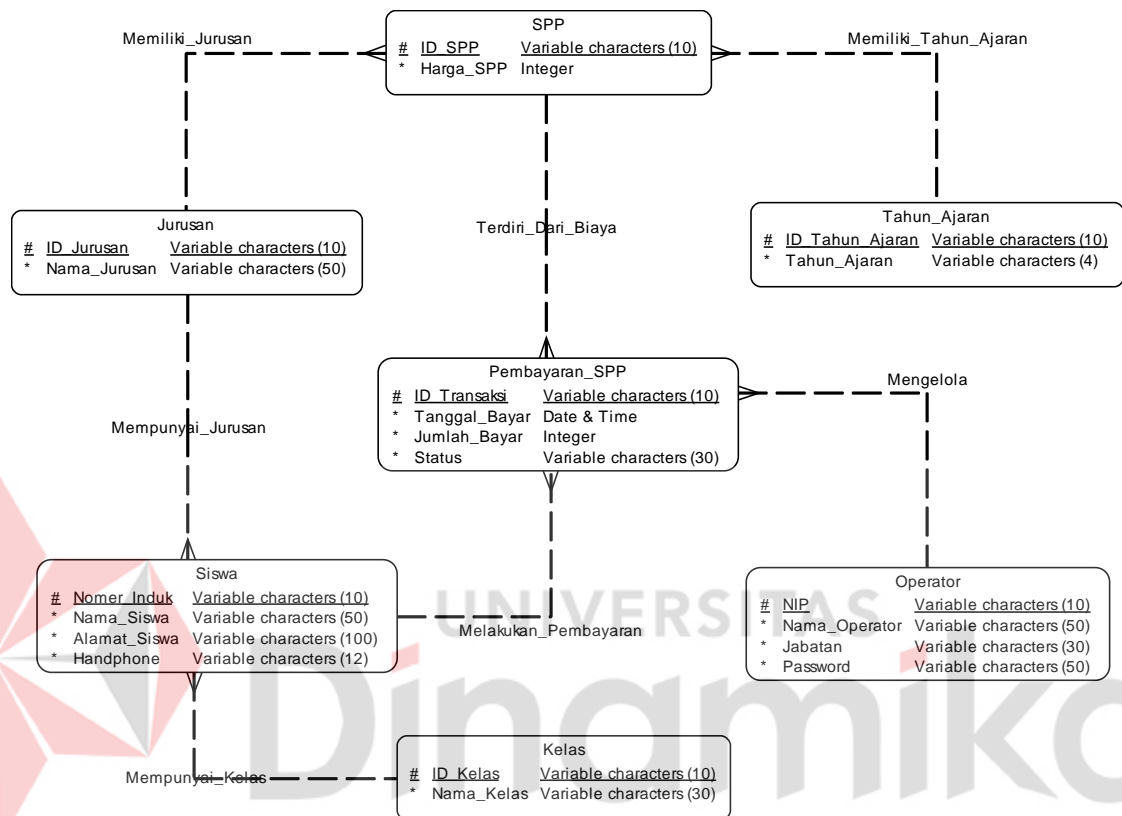 SPP
# ID_SPP Variable characters (10)
* Harga_SPP Integer
Memiliki_Jurusan
Memiliki_Tahun_Ajaran
Jurusan
# ID_Jurusan Variable characters (10)
* Nama_Jurusan Variable characters (50)
Terdiri_Dari_Biaya
Tahun_Ajaran
# ID_Tahun_Ajaran Variable characters (10)
* Tahun_Ajaran Variable characters (4)
Pembayaran_SPP
# ID_Transaksi Variable characters (10)
* Tanggal_Bayar Date & Time
* Jumlah_Bayar Integer
* Status Variable characters (30)
Mengelola
Mempunyai_Jurusan
Siswa
# Nomer_Induk Variable characters (10)
* Nama_Siswa Variable characters (50)
* Alamat_Siswa Variable characters (100)
* Handphone Variable characters (12)
Melakukan_Pembayaran
Operator
# NIP Variable characters (10)
* Nama_Operator Variable characters (50)
* Jabatan Variable characters (30)
* Password Variable characters (50)
UNIVERSITAS
Dinamika
Mempunyai_Kelas
Kelas
# ID_Kelas Variable characters (10)
* Nama_Kelas Variable characters (30)